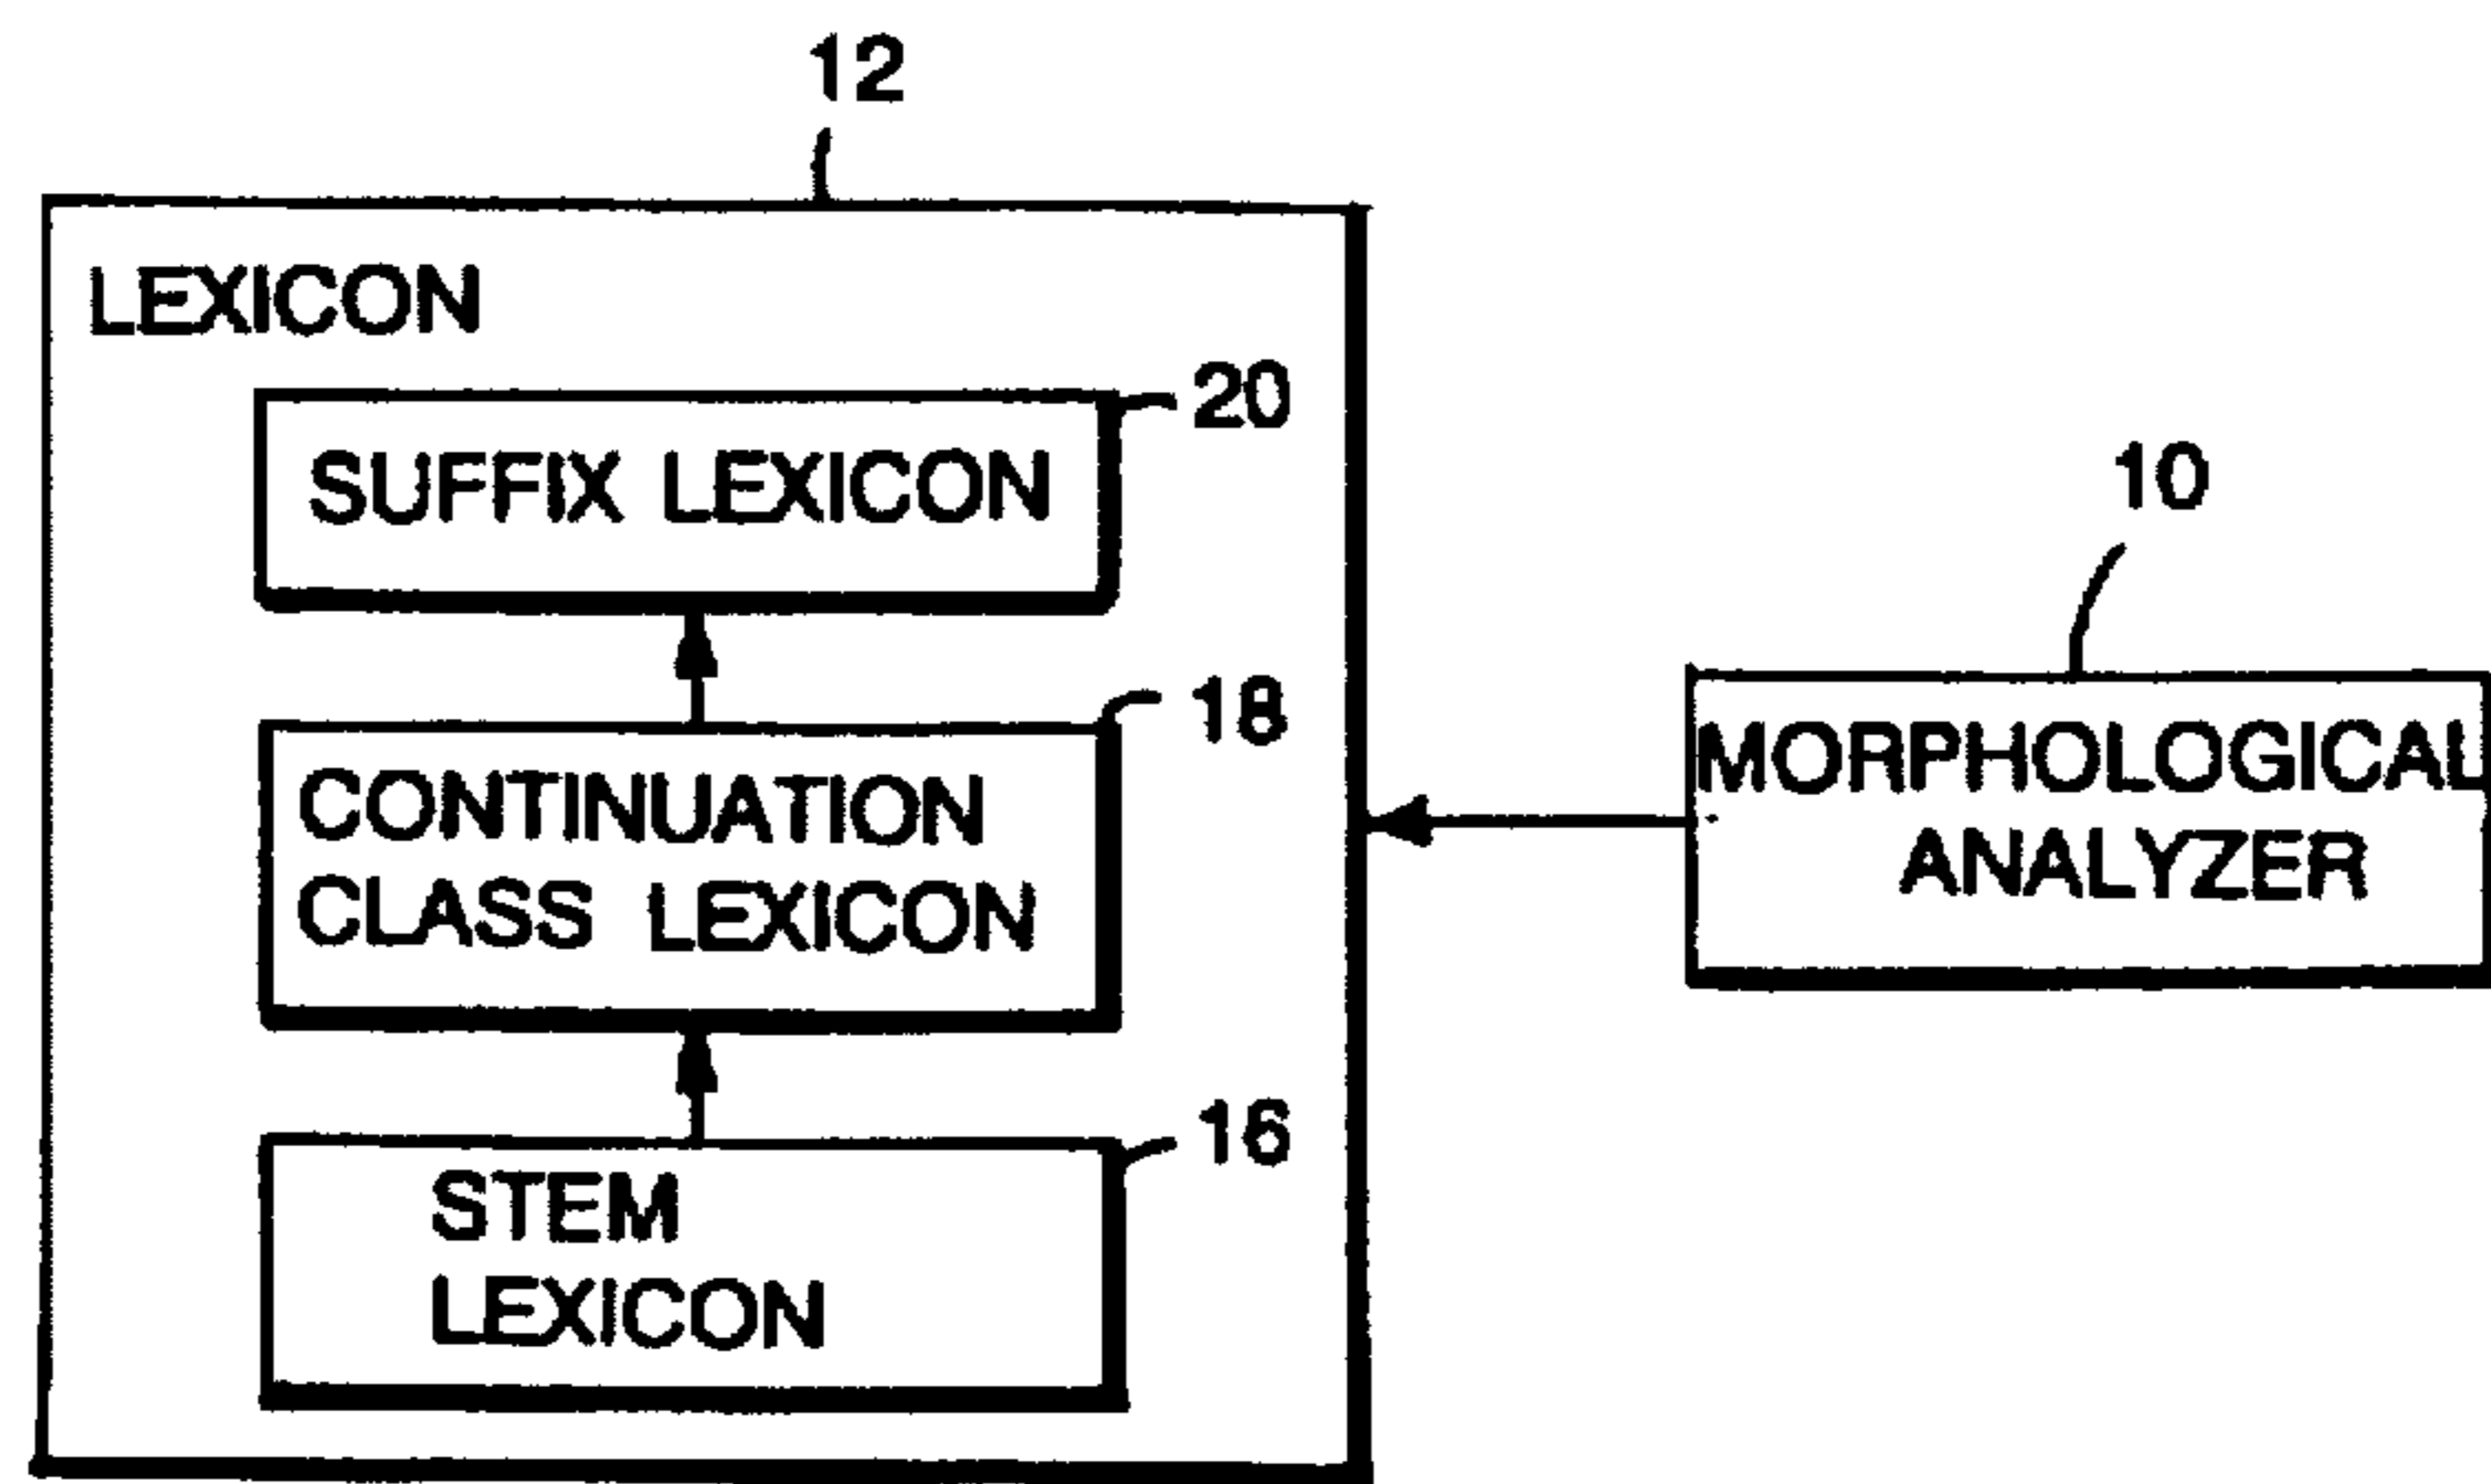 12
LEXICON
20
SUFFIX LEXICON
18
CONTINUATION
CLASS LEXICON
16
STEM
LEXICON
10
MORPHOLOGICAL
ANALYZER